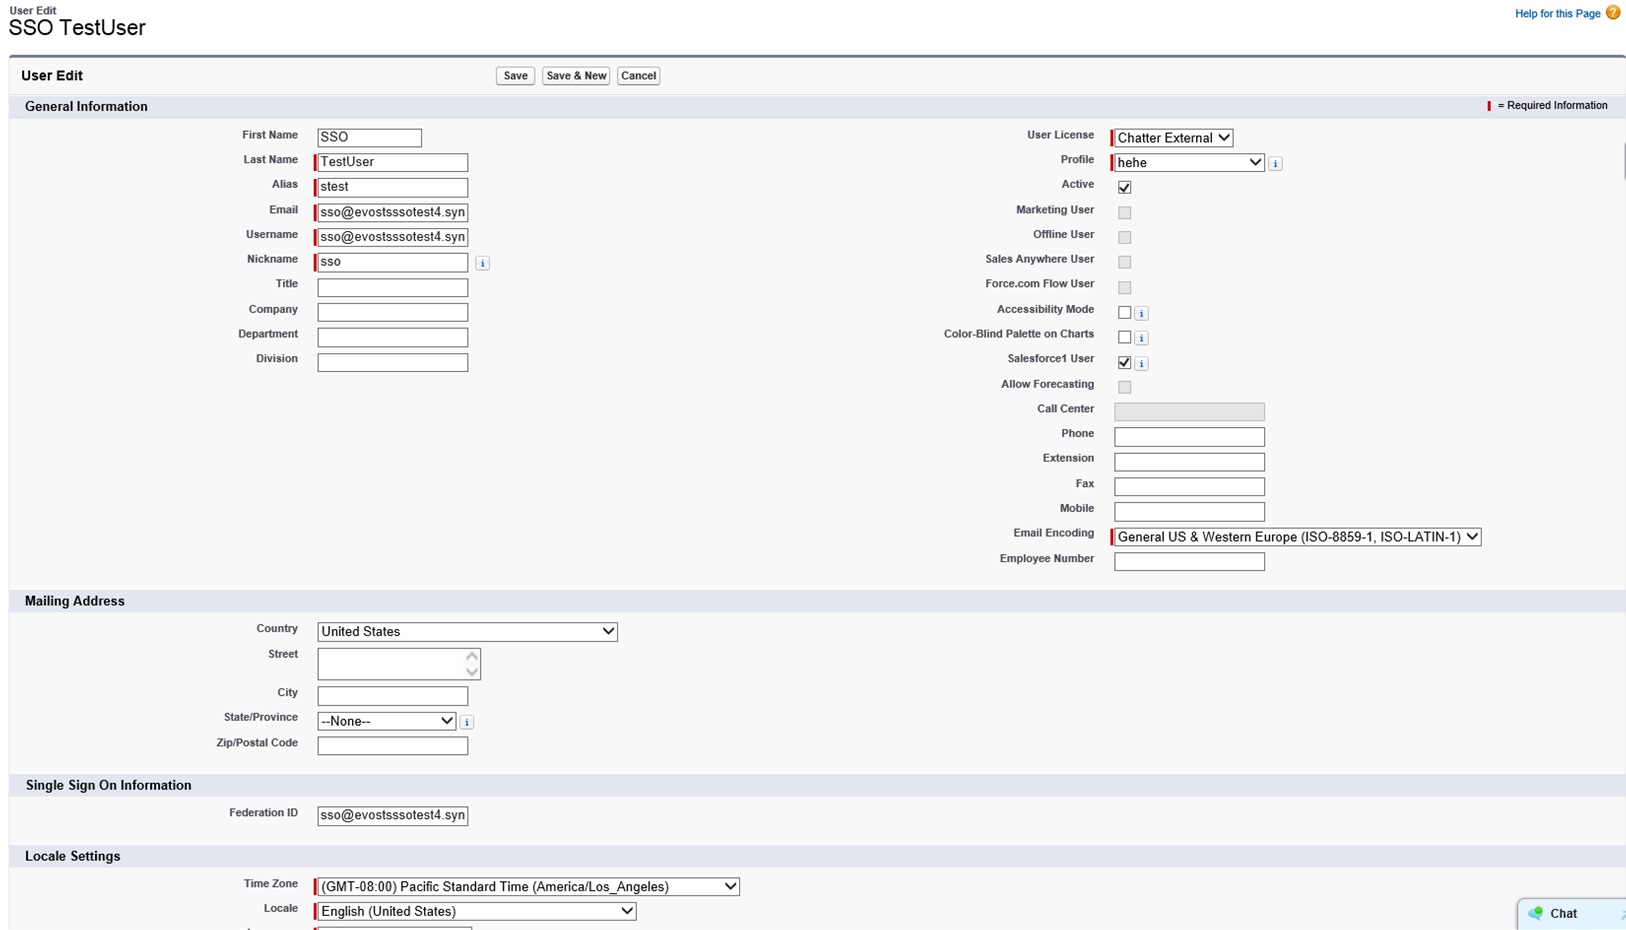 User Edit
SSO TestUser
Help for this Page ?
User Edit
Save
Save & New
Cancel
General Information
= Required Information
First Name
SSO
Last Name
TestUser
Alias
stest
Email
sso@evostsssotest4.syn
Username
sso@evostsssotest4.syn
Nickname
sso
i
Title
Company
Department
Division
User License
Chatter External
Profile
hehe
i
Active
Marketing User
Offline User
Sales Anywhere User
Force.com Flow User
Accessibility Mode
i
Color-Blind Palette on Charts
i
Salesforce1 User
i
Allow Forecasting
Call Center
Phone
Extension
Fax
Mobile
Email Encoding
General US & Western Europe (ISO-8859-1, ISO-LATIN-1)
Employee Number
Mailing Address
Country
United States
Street
City
State/Province
--None--
i
Zip/Postal Code
Single Sign On Information
Federation ID
sso@evostsssotest4.syn
Locale Settings
Time Zone
(GMT-08:00) Pacific Standard Time (America/Los_Angeles)
Locale
English (United States)
Chat